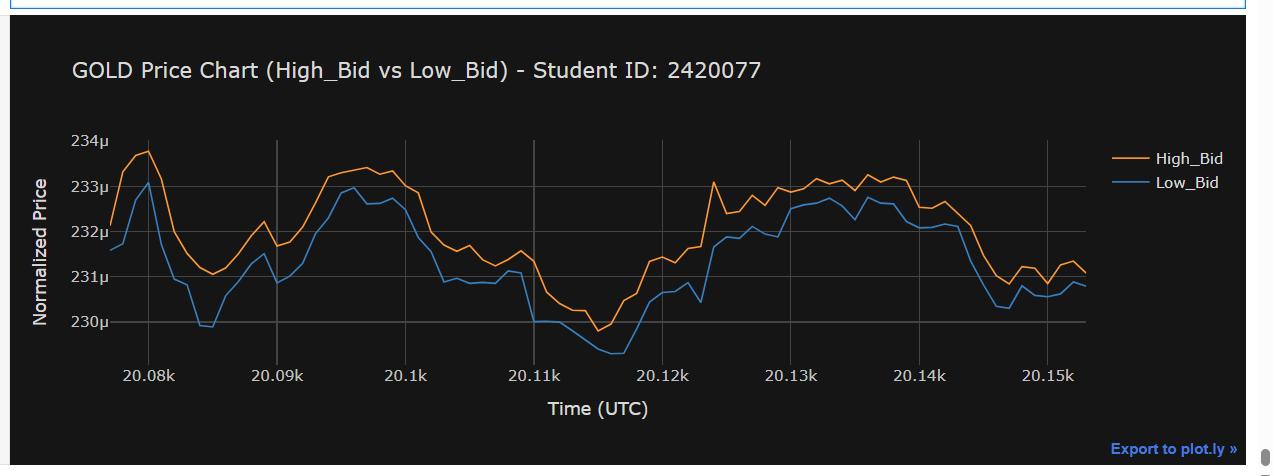 GOLD Price Chart (High_Bid vs Low_Bid) - Student ID: 2420077
234μ
233μ
232μ
231μ
230μ
Normalized Price
20.08k
20.09k
20.1k
20.11k
20.12k
20.13k
20.14k
20.15k
Time (UTC)
High_Bid
Low_Bid
Export to plot.ly »